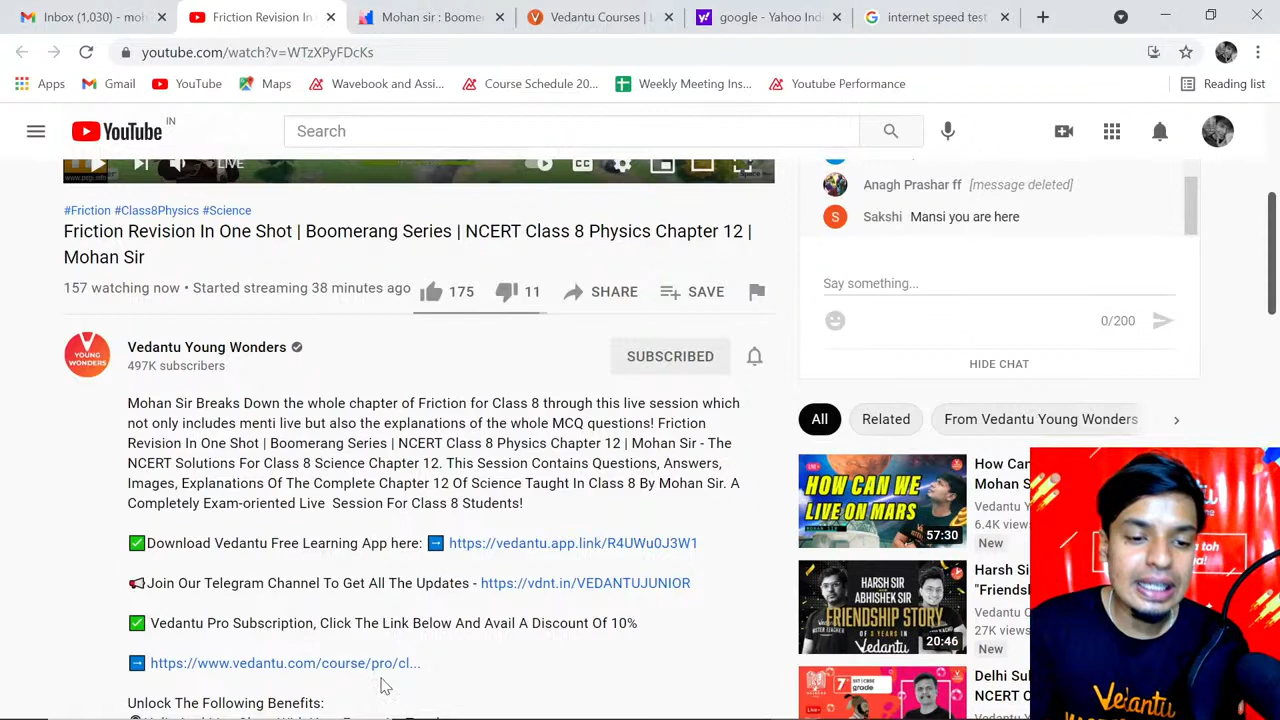 Inbox (1,030) - moh
Friction Revision In
Mohan sir : Boome
Vedantu Courses | L
google - Yahoo Ind
internet speed test
youtube.com/watch?v=WTzXPyFDcKs
Apps
Gmail
YouTube
Maps
Wavebook and Assi...
Course Schedule 20...
Weekly Meeting Ins...
Youtube Performance
Reading list
YouTube IN
Search
LIVE
www.pegi.info
Anagh Prashar ff [message deleted]
S Sakshi Mansi you are here
#Friction #Class8Physics #Science
Friction Revision In One Shot | Boomerang Series | NCERT Class 8 Physics Chapter 12 |
Mohan Sir
157 watching now • Started streaming 38 minutes ago
175
11
SHARE
SAVE
Say something...
0/200
HIDE CHAT
YOUNG
WONDERS
Vedantu Young Wonders
497K subscribers
SUBSCRIBED
Mohan Sir Breaks Down the whole chapter of Friction for Class 8 through this live session which
not only includes menti live but also the explanations of the whole MCQ questions! Friction
Revision In One Shot | Boomerang Series | NCERT Class 8 Physics Chapter 12 | Mohan Sir - The
NCERT Solutions For Class 8 Science Chapter 12. This Session Contains Questions, Answers,
Images, Explanations Of The Complete Chapter 12 Of Science Taught In Class 8 By Mohan Sir. A
Completely Exam-oriented Live Session For Class 8 Students!
✅Download Vedantu Free Learning App here: ➡ https://vedantu.app.link/R4UWu0J3W1
📢Join Our Telegram Channel To Get All The Updates - https://vdnt.in/VEDANTUJUNIOR
✅ Vedantu Pro Subscription, Click The Link Below And Avail A Discount Of 10%
➡ https://www.vedantu.com/course/pro/cl...
Unlock The Following Benefits:
All
Related
From Vedantu Young Wonders
HOW CAN WE
LIVE ON MARS
57:30
How Can
Mohan S
Vedantu Y
6.4K views
New
HARSH SIR
ABHISHEK SIR
FRIENDSHIP STORY
OF 3 YEARS IN
Vedantu
20:46
Harsh Si
"Friends
Vedantu C
27K views
New
7th
grade
Delhi Sul
NCERT C
Vedantu
Vedantu